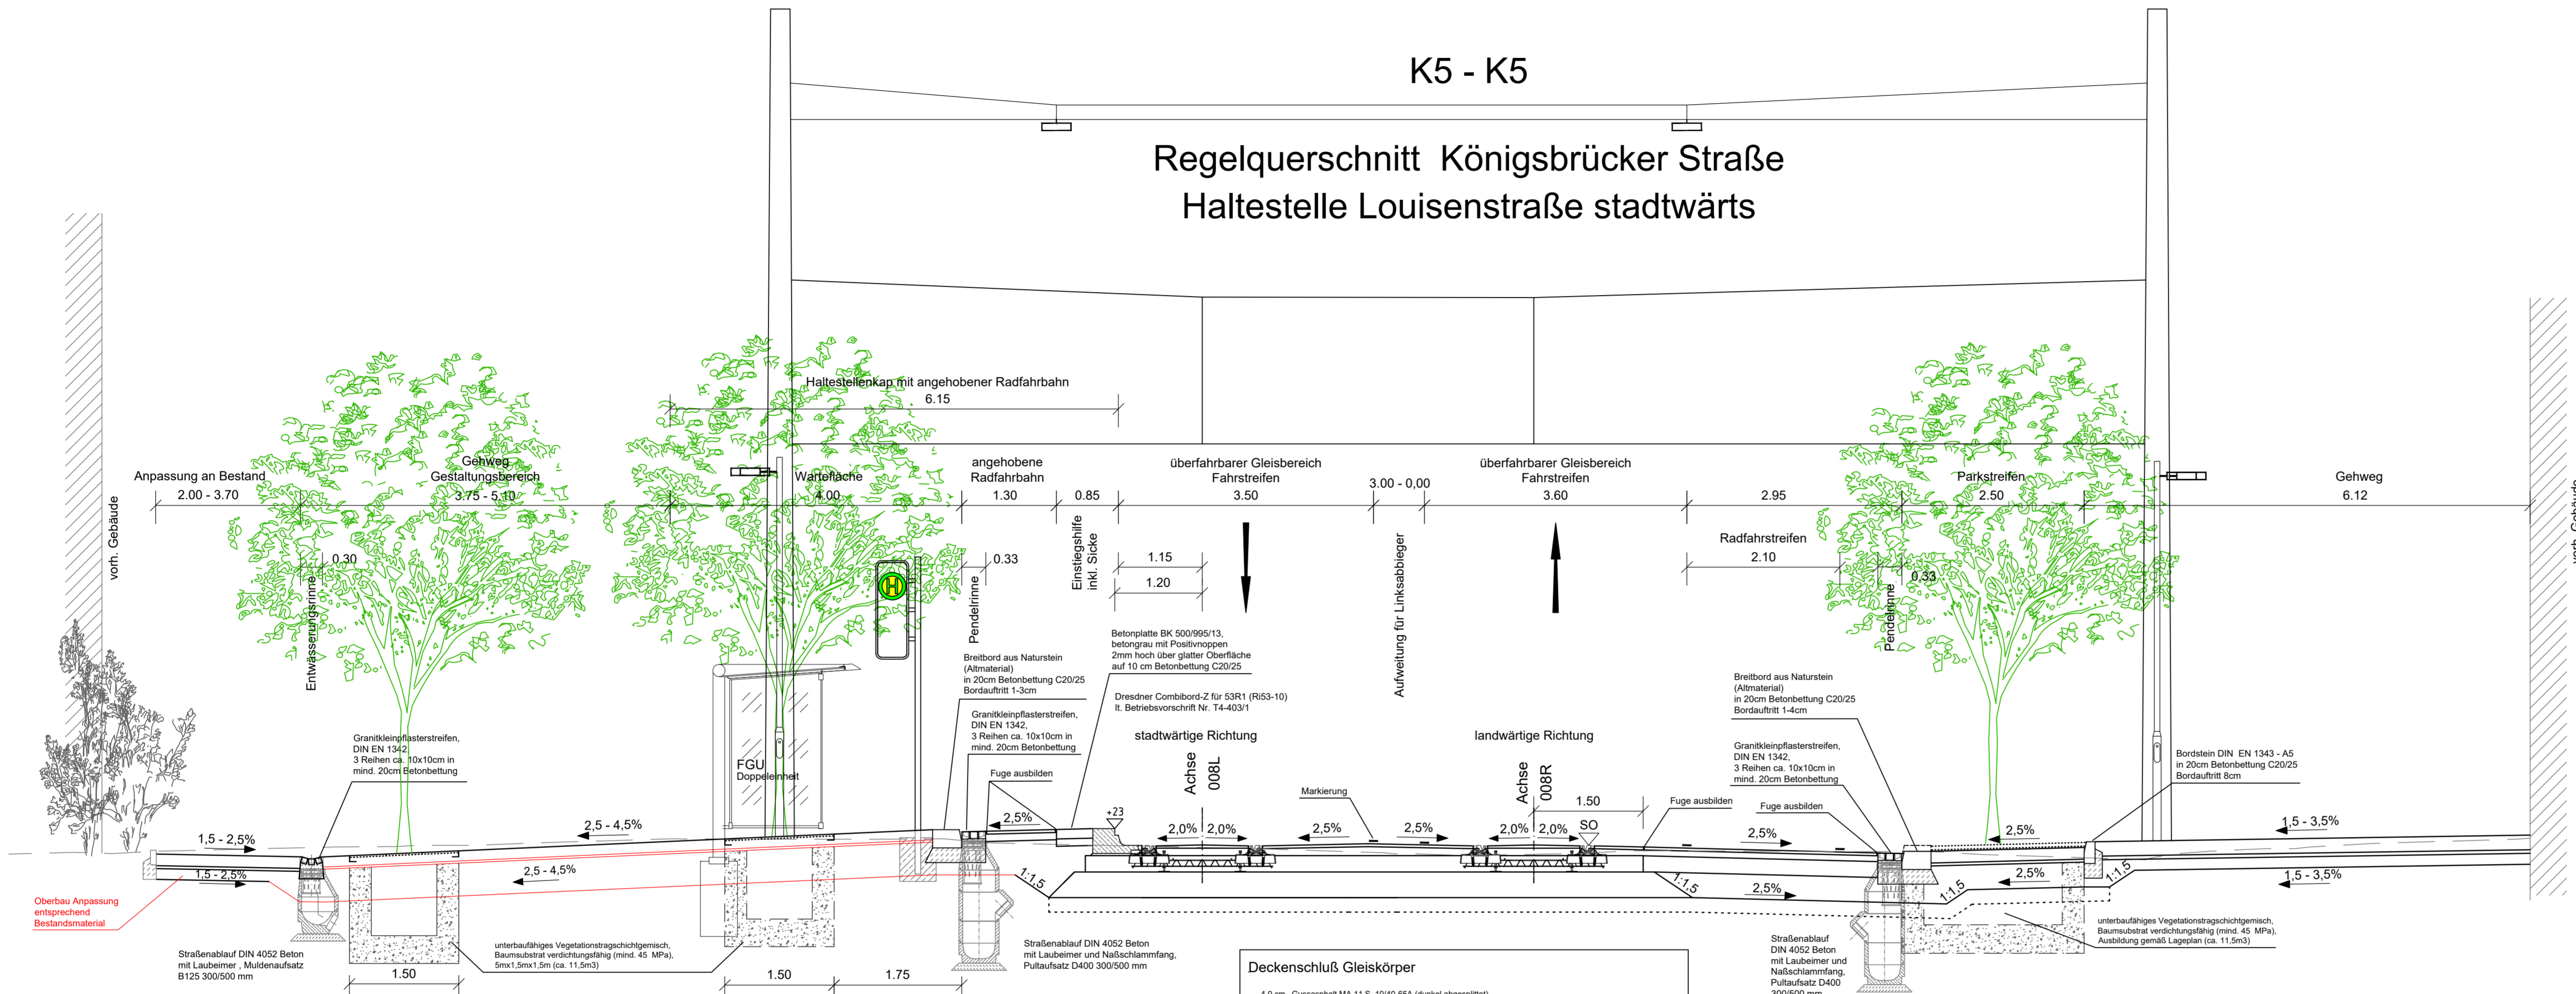 K5 - K5
Regelquerschnitt Königsbrücker Straße
Haltestelle Louisenstraße stadtwärts
Haltestellenkap mit angehobener Radfahrbahn
6.15
Anpassung an Bestand
2.00 - 3.70
Gehweg
Gestaltungsbereich
3.75 - 5.10
Wartefläche
4.00
angehobene
Radfahrbahn
1.30
0.85
überfahrbarer Gleisbereich
Fahrstreifen
3.50
3.00 - 0,00
überfahrbarer Gleisbereich
Fahrstreifen
3.60
2.95
Parkstreifen
2.50
Gehweg
6.12
vorh. Gebäude
0.30
Entwässerungsrinne
H
0.33
Pendelrinne
Einstiegshilfe
inkl. Sicke
1.15
1.20
Aufweitung für Linksabbieger
Radfahrstreifen
2.10
0,33
Pendelrinne
vorh. Gebäude
Granitkleinpflasterstreifen,
DIN EN 1342,
3 Reihen ca. 10x10cm in
mind. 20cm Betonbettung
FGU
Doppeleinheit
Breitbord aus Naturstein
(Altmaterial)
in 20cm Betonbettung C20/25
Bordauftritt 1-3cm
Granitkleinpflasterstreifen,
DIN EN 1342,
3 Reihen ca. 10x10cm in
mind. 20cm Betonbettung
Fuge ausbilden
Betonplatte BK 500/995/13,
betongrau mit Positivnoppen
2mm hoch über glatter Oberfläche
auf 10 cm Betonbettung C20/25
Dresdner Combibord-Z für 53R1 (Ri53-10)
lt. Betriebsvorschrift Nr. T4-403/1
stadtwärtige Richtung
Achse
008L
Markierung
landwärtige Richtung
Achse
008R
1.50
Fuge ausbilden
Breitbord aus Naturstein
(Altmaterial)
in 20cm Betonbettung C20/25
Bordauftritt 1-4cm
Granitkleinpflasterstreifen,
DIN EN 1342,
3 Reihen ca. 10x10cm in
mind. 20cm Betonbettung
Fuge ausbilden
Bordstein DIN EN 1343 - A5
in 20cm Betonbettung C20/25
Bordauftritt 8cm
1,5 - 2,5%
2,5 - 4,5%
2,5%
+23
2,0%
2,0%
2,5%
2,5%
2,0%
2,0%
SO
2,5%
2,5%
1,5 - 3,5%
1,5 - 2,5%
2,5 - 4,5%
1:1,5
1:1,5
2,5%
1:1,5
2,5%
1:1,5
1,5 - 3,5%
Oberbau Anpassung
entsprechend
Bestandsmaterial
Straßenablauf DIN 4052 Beton
mit Laubeimer , Muldenaufsatz
B125 300/500 mm
1.50
unterbaufähiges Vegetationstragschichtgemisch,
Baumsubstrat verdichtungsfähig (mind. 45 MPa),
5mx1,5mx1,5m (ca. 11,5m3)
1.50
1.75
Straßenablauf DIN 4052 Beton
mit Laubeimer und Naßschlammfang,
Pultaufsatz D400 300/500 mm
Deckenschluß Gleiskörper
4,0 cm Gussasphalt MA 11 S, 10/40-65A (dunkel abgesplittet)
Straßenablauf
DIN 4052 Beton
mit Laubeimer und
Naßschlammfang,
Pultaufsatz D400
300/500 mm
unterbaufähiges Vegetationstragschichtgemisch,
Baumsubstrat verdichtungsfähig (mind. 45 MPa),
Ausbildung gemäß Lageplan (ca. 11,5m3)